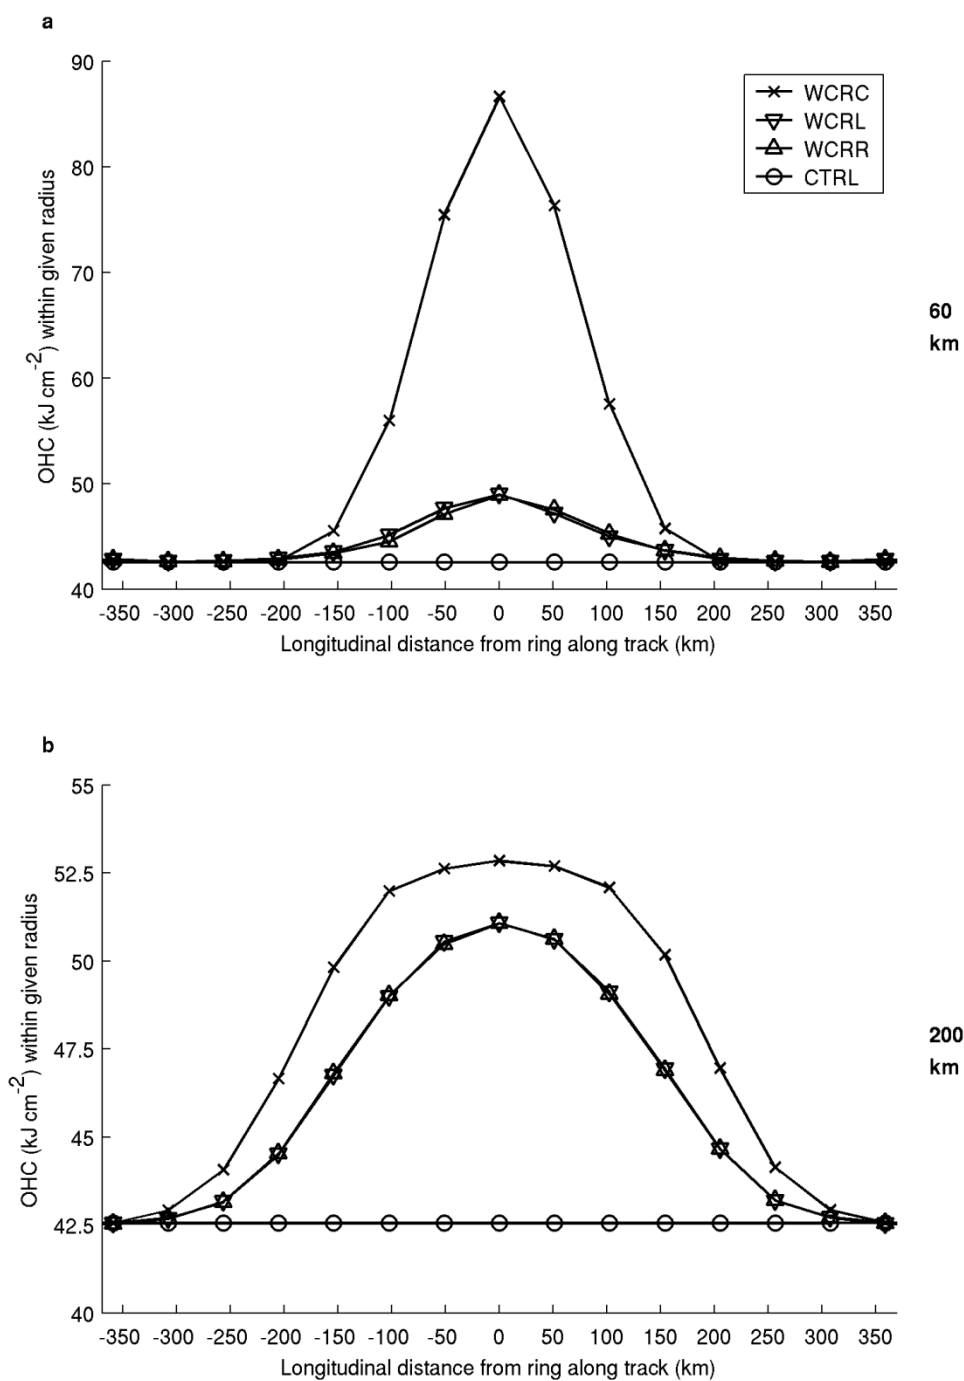 a
90
80
70
60
50
40
OHC (kJ cm⁻²) within given radius
WCRC
WCRL
WCRR
CTRL
60
km
-350 -300 -250 -200 -150 -100 -50 0 50 100 150 200 250 300 350
Longitudinal distance from ring along track (km)
b
55
52.5
50
47.5
45
42.5
40
OHC (kJ cm⁻²) within given radius
200
km
-350 -300 -250 -200 -150 -100 -50 0 50 100 150 200 250 300 350
Longitudinal distance from ring along track (km)